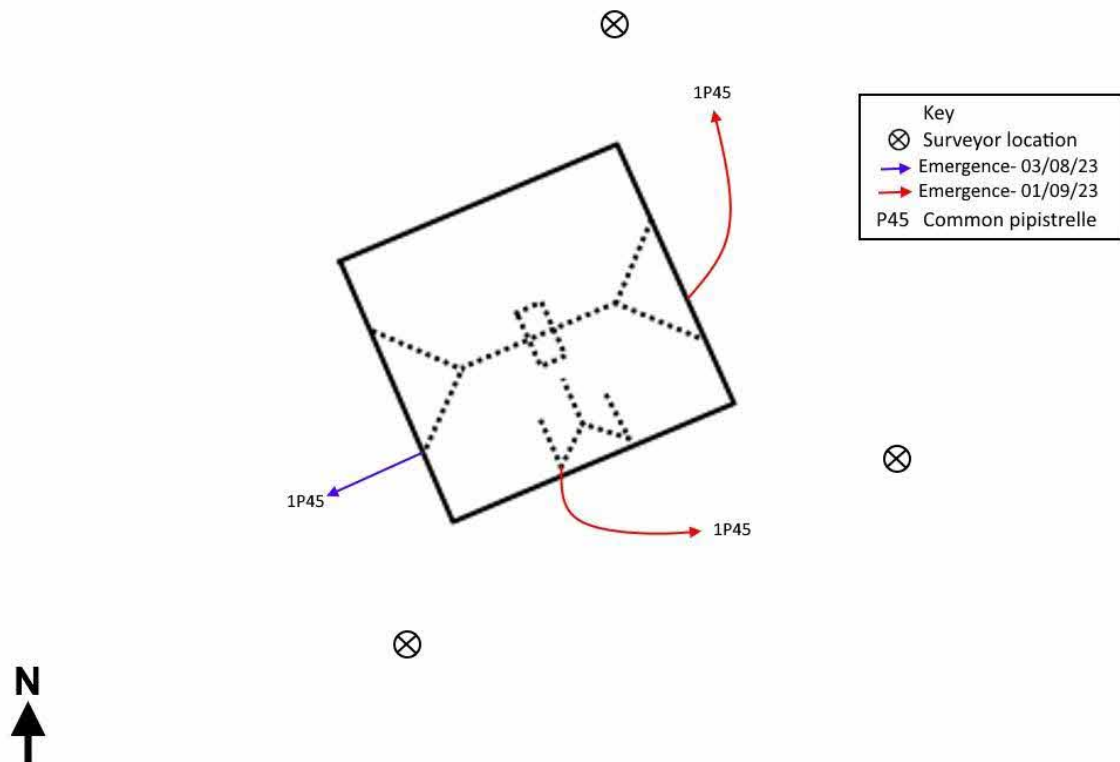 1P45
Key
Surveyor location
Emergence- 03/08/23
Emergence- 01/09/23
P45 Common pipistrelle
1P45
1P45
N